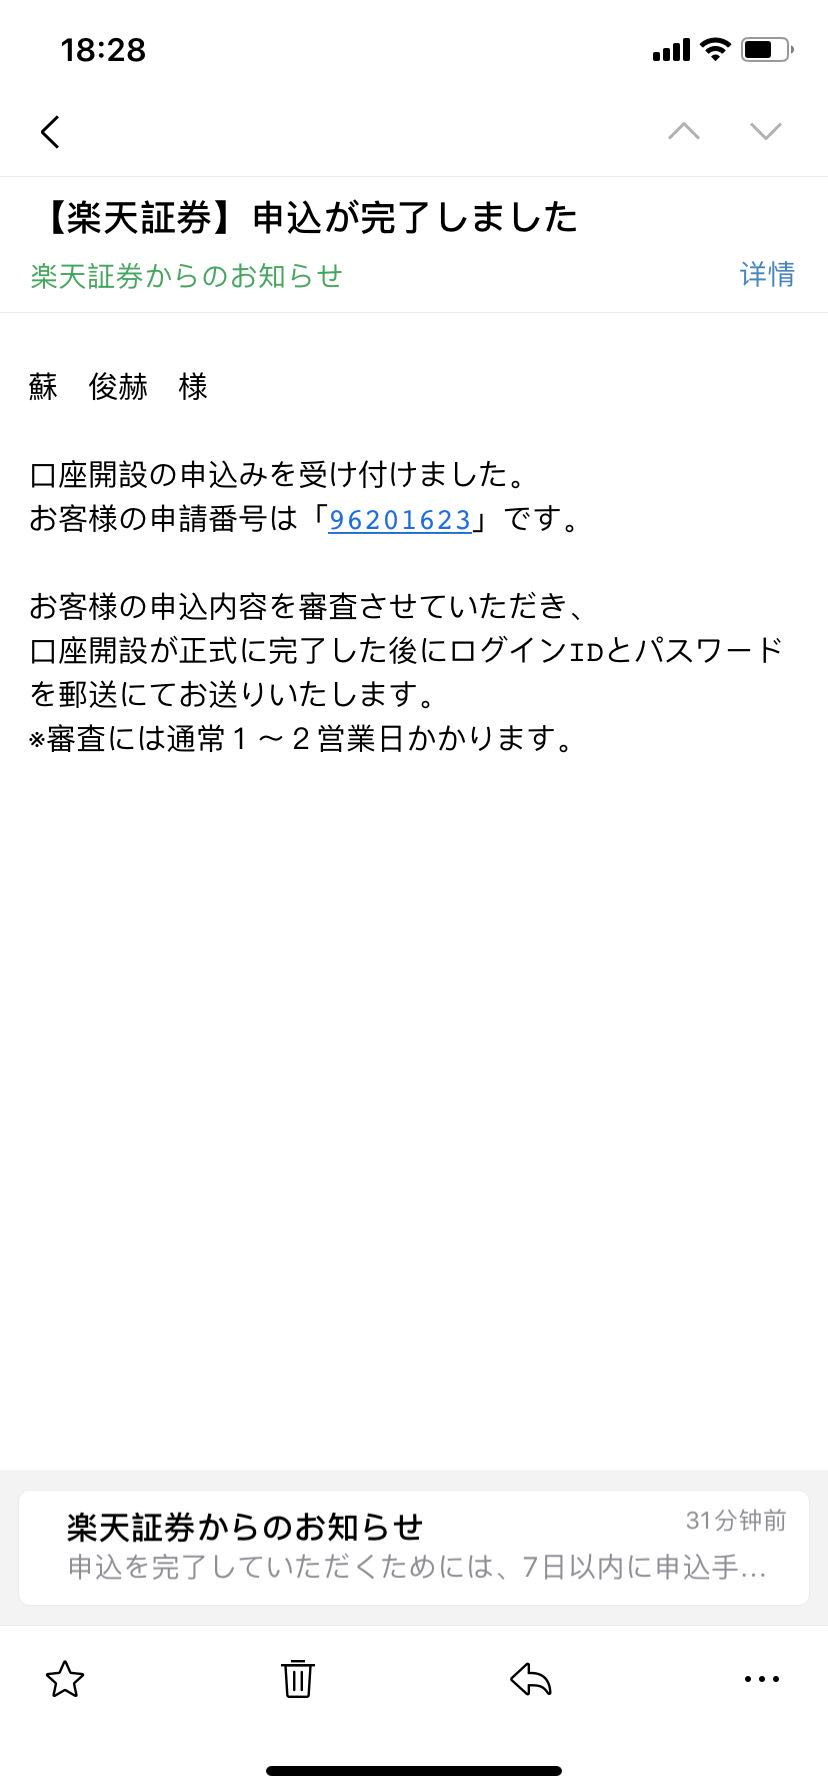 18:28
【楽天証券】申込が完了しました
楽天証券からのお知らせ
详情
蘇　俊赫　様
口座開設の申込みを受け付けました。
お客様の申請番号は「96201623」です。
お客様の申込内容を審査させていただき、
口座開設が正式に完了した後にログインIDとパスワード
を郵送にてお送りいたします。
※審査には通常１～２営業日かかります。
楽天証券からのお知らせ
31分钟前
申込を完了していただくためには、7日以内に申込手...